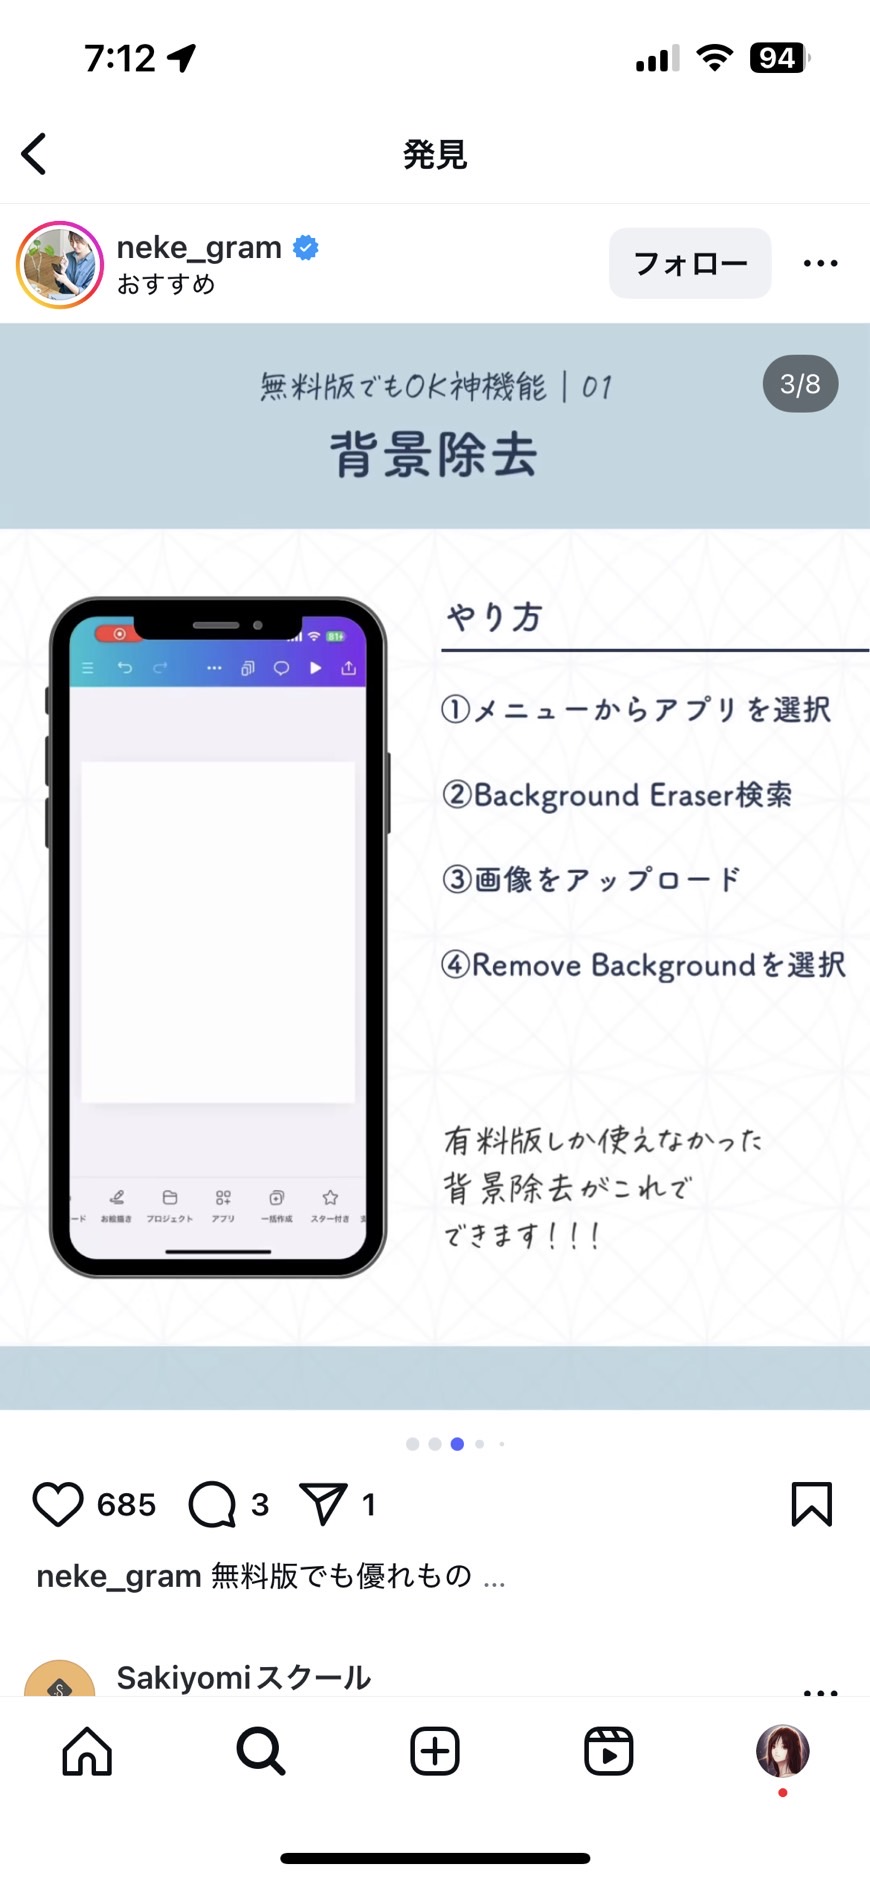 7:12
94
発見
neke_gram
おすすめ
フォロー
無料版でもOK神機能｜01
3/8
背景除去
やり方
①メニューからアプリを選択
②Background Eraser検索
③画像をアップロード
④Remove Backgroundを選択
有料版しか使えなかった
背景除去がこれで
できます！！！
81
ード お絵描き プロジェクト アプリ 一括作成 スター付き
685 3 1
neke_gram 無料版でも優れもの ...
Sakiyomiスクール